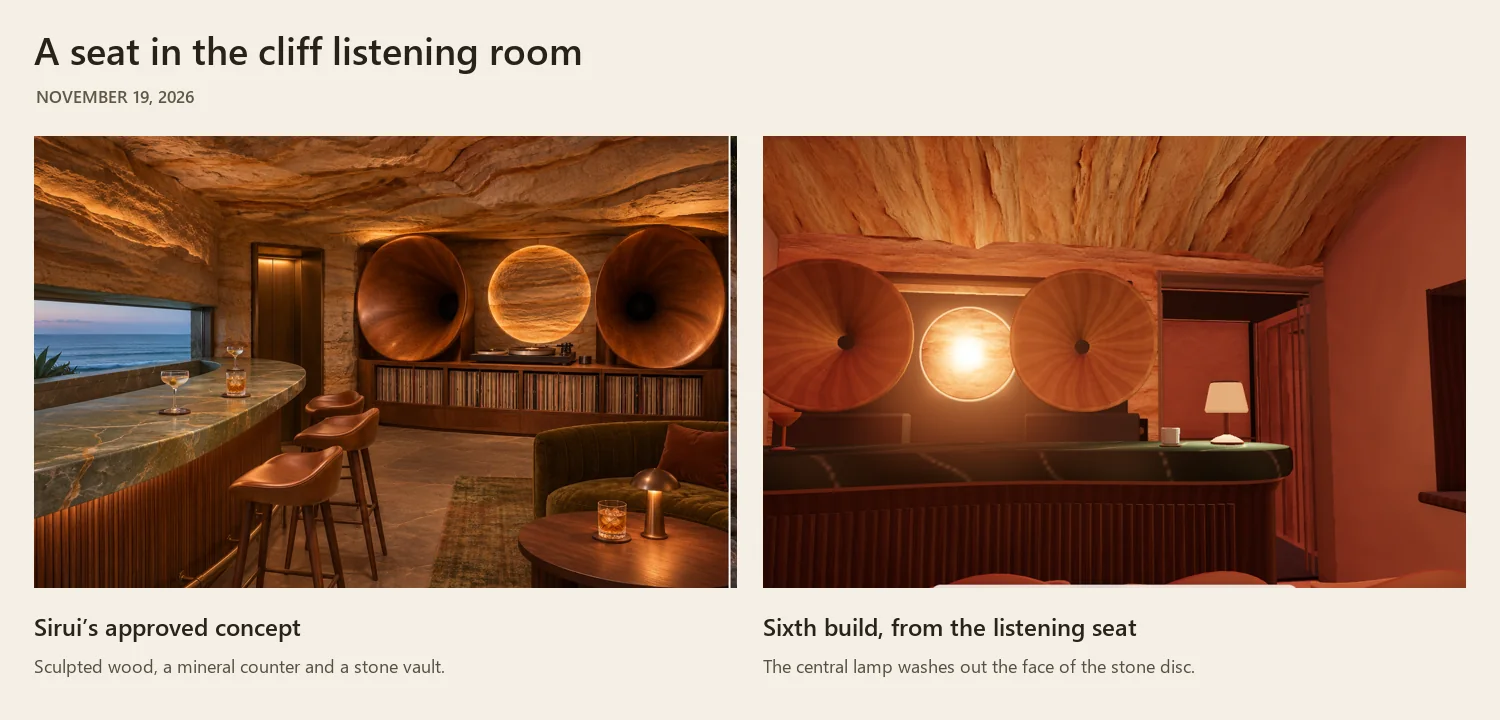 A seat in the cliff listening room
NOVEMBER 19, 2026
Sirui’s approved concept
Sculpted wood, a mineral counter and a stone vault.
Sixth build, from the listening seat
The central lamp washes out the face of the stone disc.